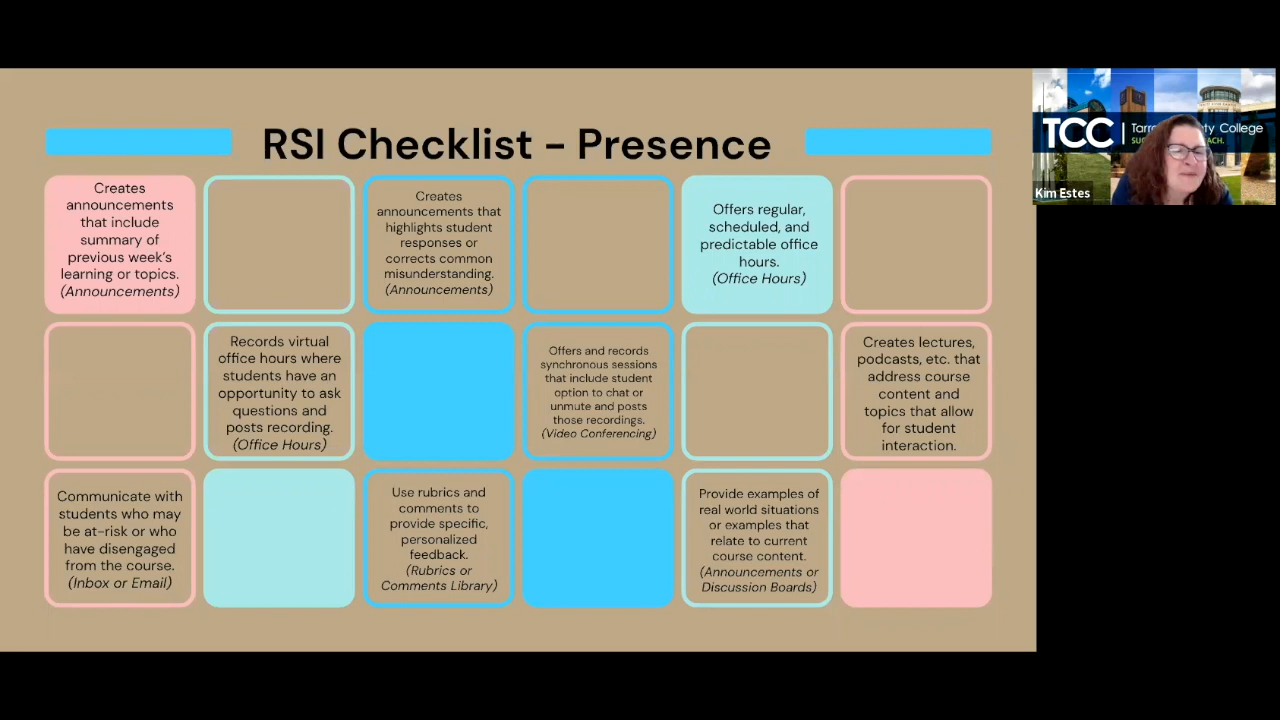 RSI Checklist - Presence
Creates
announcements
that include
summary of
previous week's
learning or topics.
(Announcements)
Creates
announcements that
highlights student
responses or
corrects common
misunderstanding.
(Announcements)
Offers regular,
scheduled, and
predictable office
hours.
(Office Hours)
Records virtual
office hours where
students have an
opportunity to ask
questions and
posts recording.
(Office Hours)
Offers and records
synchronous sessions
that include student
option to chat or
unmute and posts
those recordings.
(Video Conferencing)
Creates lectures,
podcasts, etc. that
address course
content and
topics that allow
for student
interaction.
Communicate with
students who may
be at-risk or who
have disengaged
from the course.
(Inbox or Email)
Use rubrics and
comments to
provide specific,
personalized
feedback.
(Rubrics or
Comments Library)
Provide examples of
real world situations
or examples that
relate to current
course content.
(Announcements or
Discussion Boards)
TCC College
Kim Estes